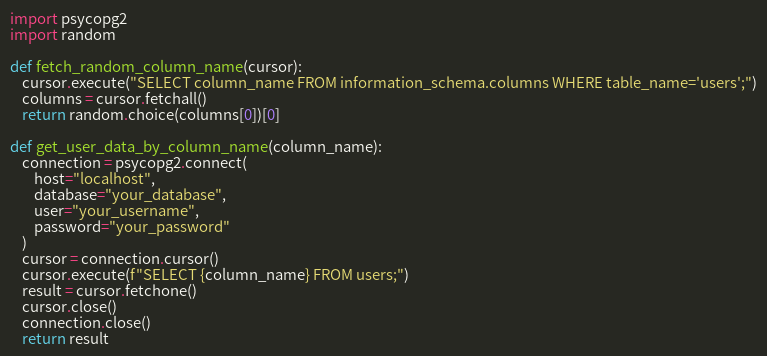 import psycopg2
import random

def fetch_random_column_name(cursor):
    cursor.execute("SELECT column_name FROM information_schema.columns WHERE table_name='users';")
    columns = cursor.fetchall()
    return random.choice(columns[0])[0]

def get_user_data_by_column_name(column_name):
    connection = psycopg2.connect(
        host="localhost",
        database="your_database",
        user="your_username",
        password="your_password"
    )
    cursor = connection.cursor()
    cursor.execute(f"SELECT {column_name} FROM users;")
    result = cursor.fetchone()
    cursor.close()
    connection.close()
    return result